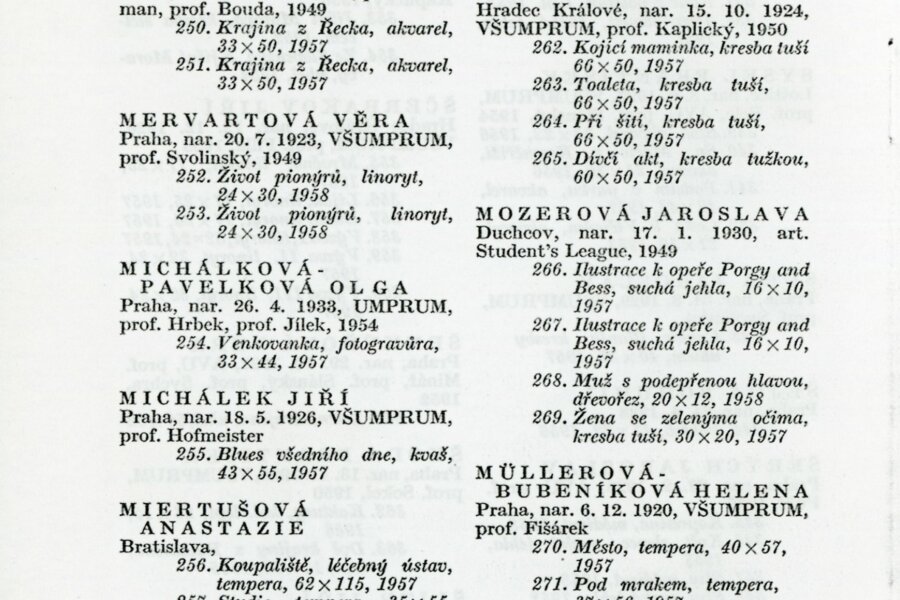 man, prof. Bouda, 1949
250. Krajina z Řecka, akvarel,
33×50, 1957
251. Krajina z Řecka, akvarel,
33×50, 1957
MERVARTOVÁ VĚRA
Praha, nar. 20. 7. 1923, VŠUMPRUM,
prof. Svolinský, 1949
252. Život pionýrů, linoryt,
24×30, 1958
253. Život pionýrů, linoryt,
24×30, 1958
MICHÁLKOVÁ-
PAVELKOVÁ OLGA
Praha, nar. 26. 4. 1933, UMPRUM,
prof. Hrbek, prof. Jílek, 1954
254. Venkovanka, fotogravůra,
33×44, 1957
MICHÁLEK JIŘÍ
Praha, nar. 18. 5. 1926, VŠUMPRUM,
prof. Hofmeister
255. Blues všedního dne, kvaš,
43×55, 1957
MIERTUŠOVÁ
ANASTAZIE
Bratislava,
256. Koupaliště, léčebný ústav,
tempera, 62×115, 1957
Hradec Králové, nar. 15. 10. 1924,
VŠUMPRUM, prof. Kaplický, 1950
262. Kojící maminka, kresba tuší
66×50, 1957
263. Toaleta, kresba tuší,
66×50, 1957
264. Při šití, kresba tuší,
66×50, 1957
265. Dívčí akt, kresba tužkou,
60×50, 1957
MOZEROVÁ JAROSLAVA
Duchcov, nar. 17. 1. 1930, art.
Student's League, 1949
266. Ilustrace k opeře Porgy and
Bess, suchá jehla, 16×10,
1957
267. Ilustrace k opeře Porgy and
Bess, suchá jehla, 16×10,
1957
268. Muž s podepřenou hlavou,
dřevořez, 20×12, 1958
269. Žena se zelenýma očima,
kresba tuší, 30×20, 1957
MÜLLEROVÁ-
BUBENÍKOVÁ HELENA
Praha, nar. 6. 12. 1920, VŠUMPRUM,
prof. Fišárek
270. Město, tempera, 40×57,
1957
271. Pod mrakem, tempera,